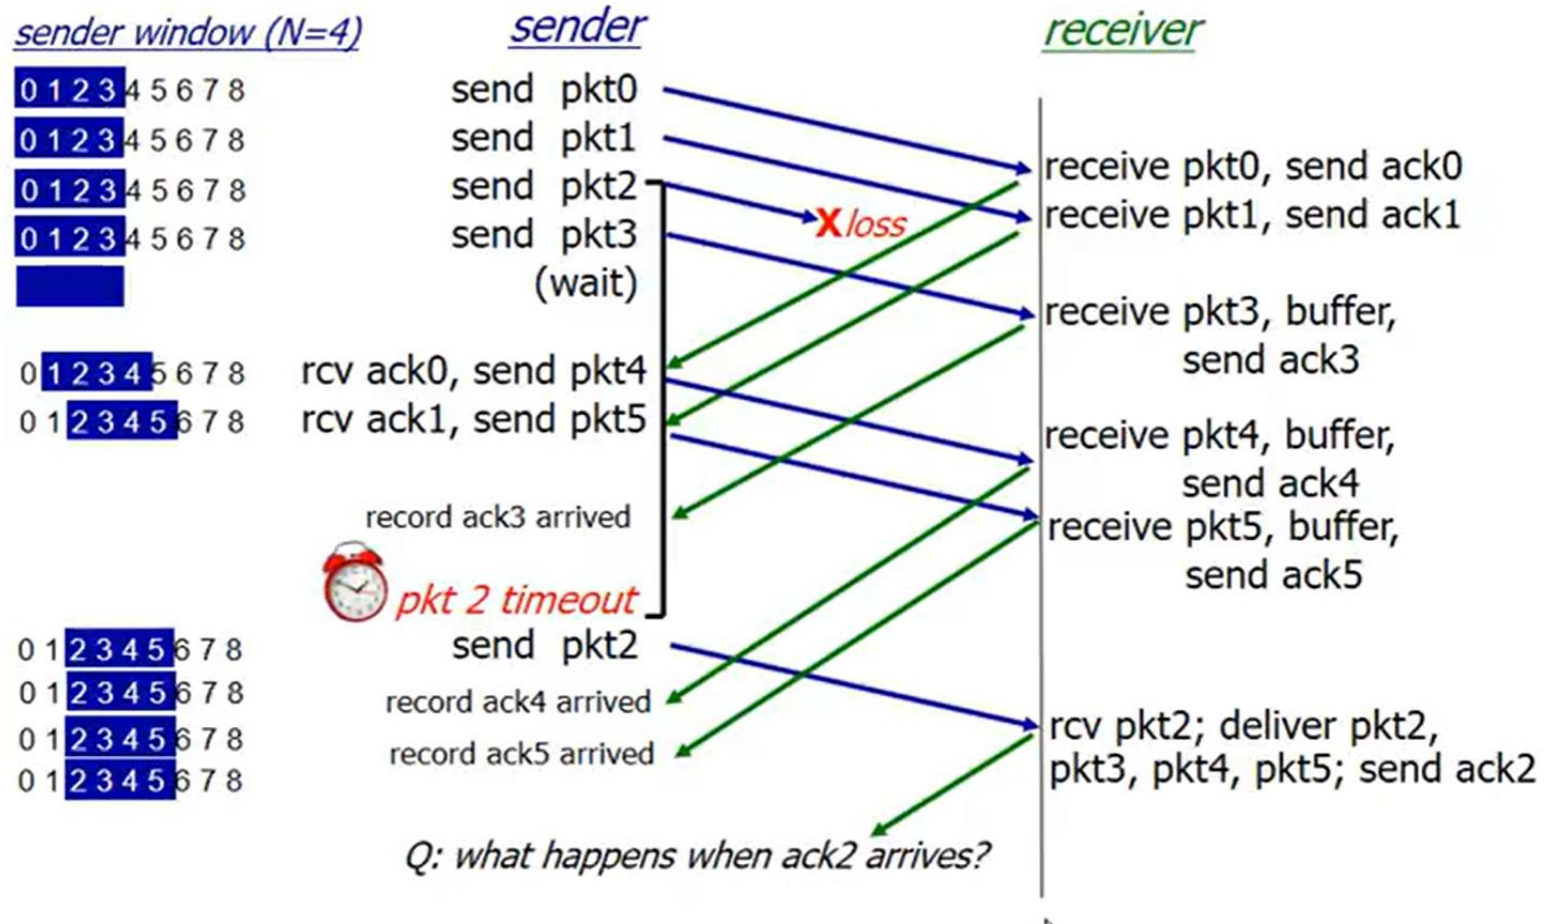 sender window (N=4) sender receiver
0 1 2 3 4 5 6 7 8 send pkt0
0 1 2 3 4 5 6 7 8 send pkt1
receive pkt0, send ack0
0 1 2 3 4 5 6 7 8 send pkt2
X loss
receive pkt1, send ack1
0 1 2 3 4 5 6 7 8 send pkt3
(wait)
receive pkt3, buffer,
send ack3
0 1 2 3 4 5 6 7 8 rcv ack0, send pkt4
0 1 2 3 4 5 6 7 8 rcv ack1, send pkt5
receive pkt4, buffer,
send ack4
record ack3 arrived
receive pkt5, buffer,
send ack5
pkt 2 timeout
0 1 2 3 4 5 6 7 8 send pkt2
0 1 2 3 4 5 6 7 8 record ack4 arrived
0 1 2 3 4 5 6 7 8 record ack5 arrived
0 1 2 3 4 5 6 7 8
rcv pkt2; deliver pkt2,
pkt3, pkt4, pkt5; send ack2
Q: what happens when ack2 arrives?